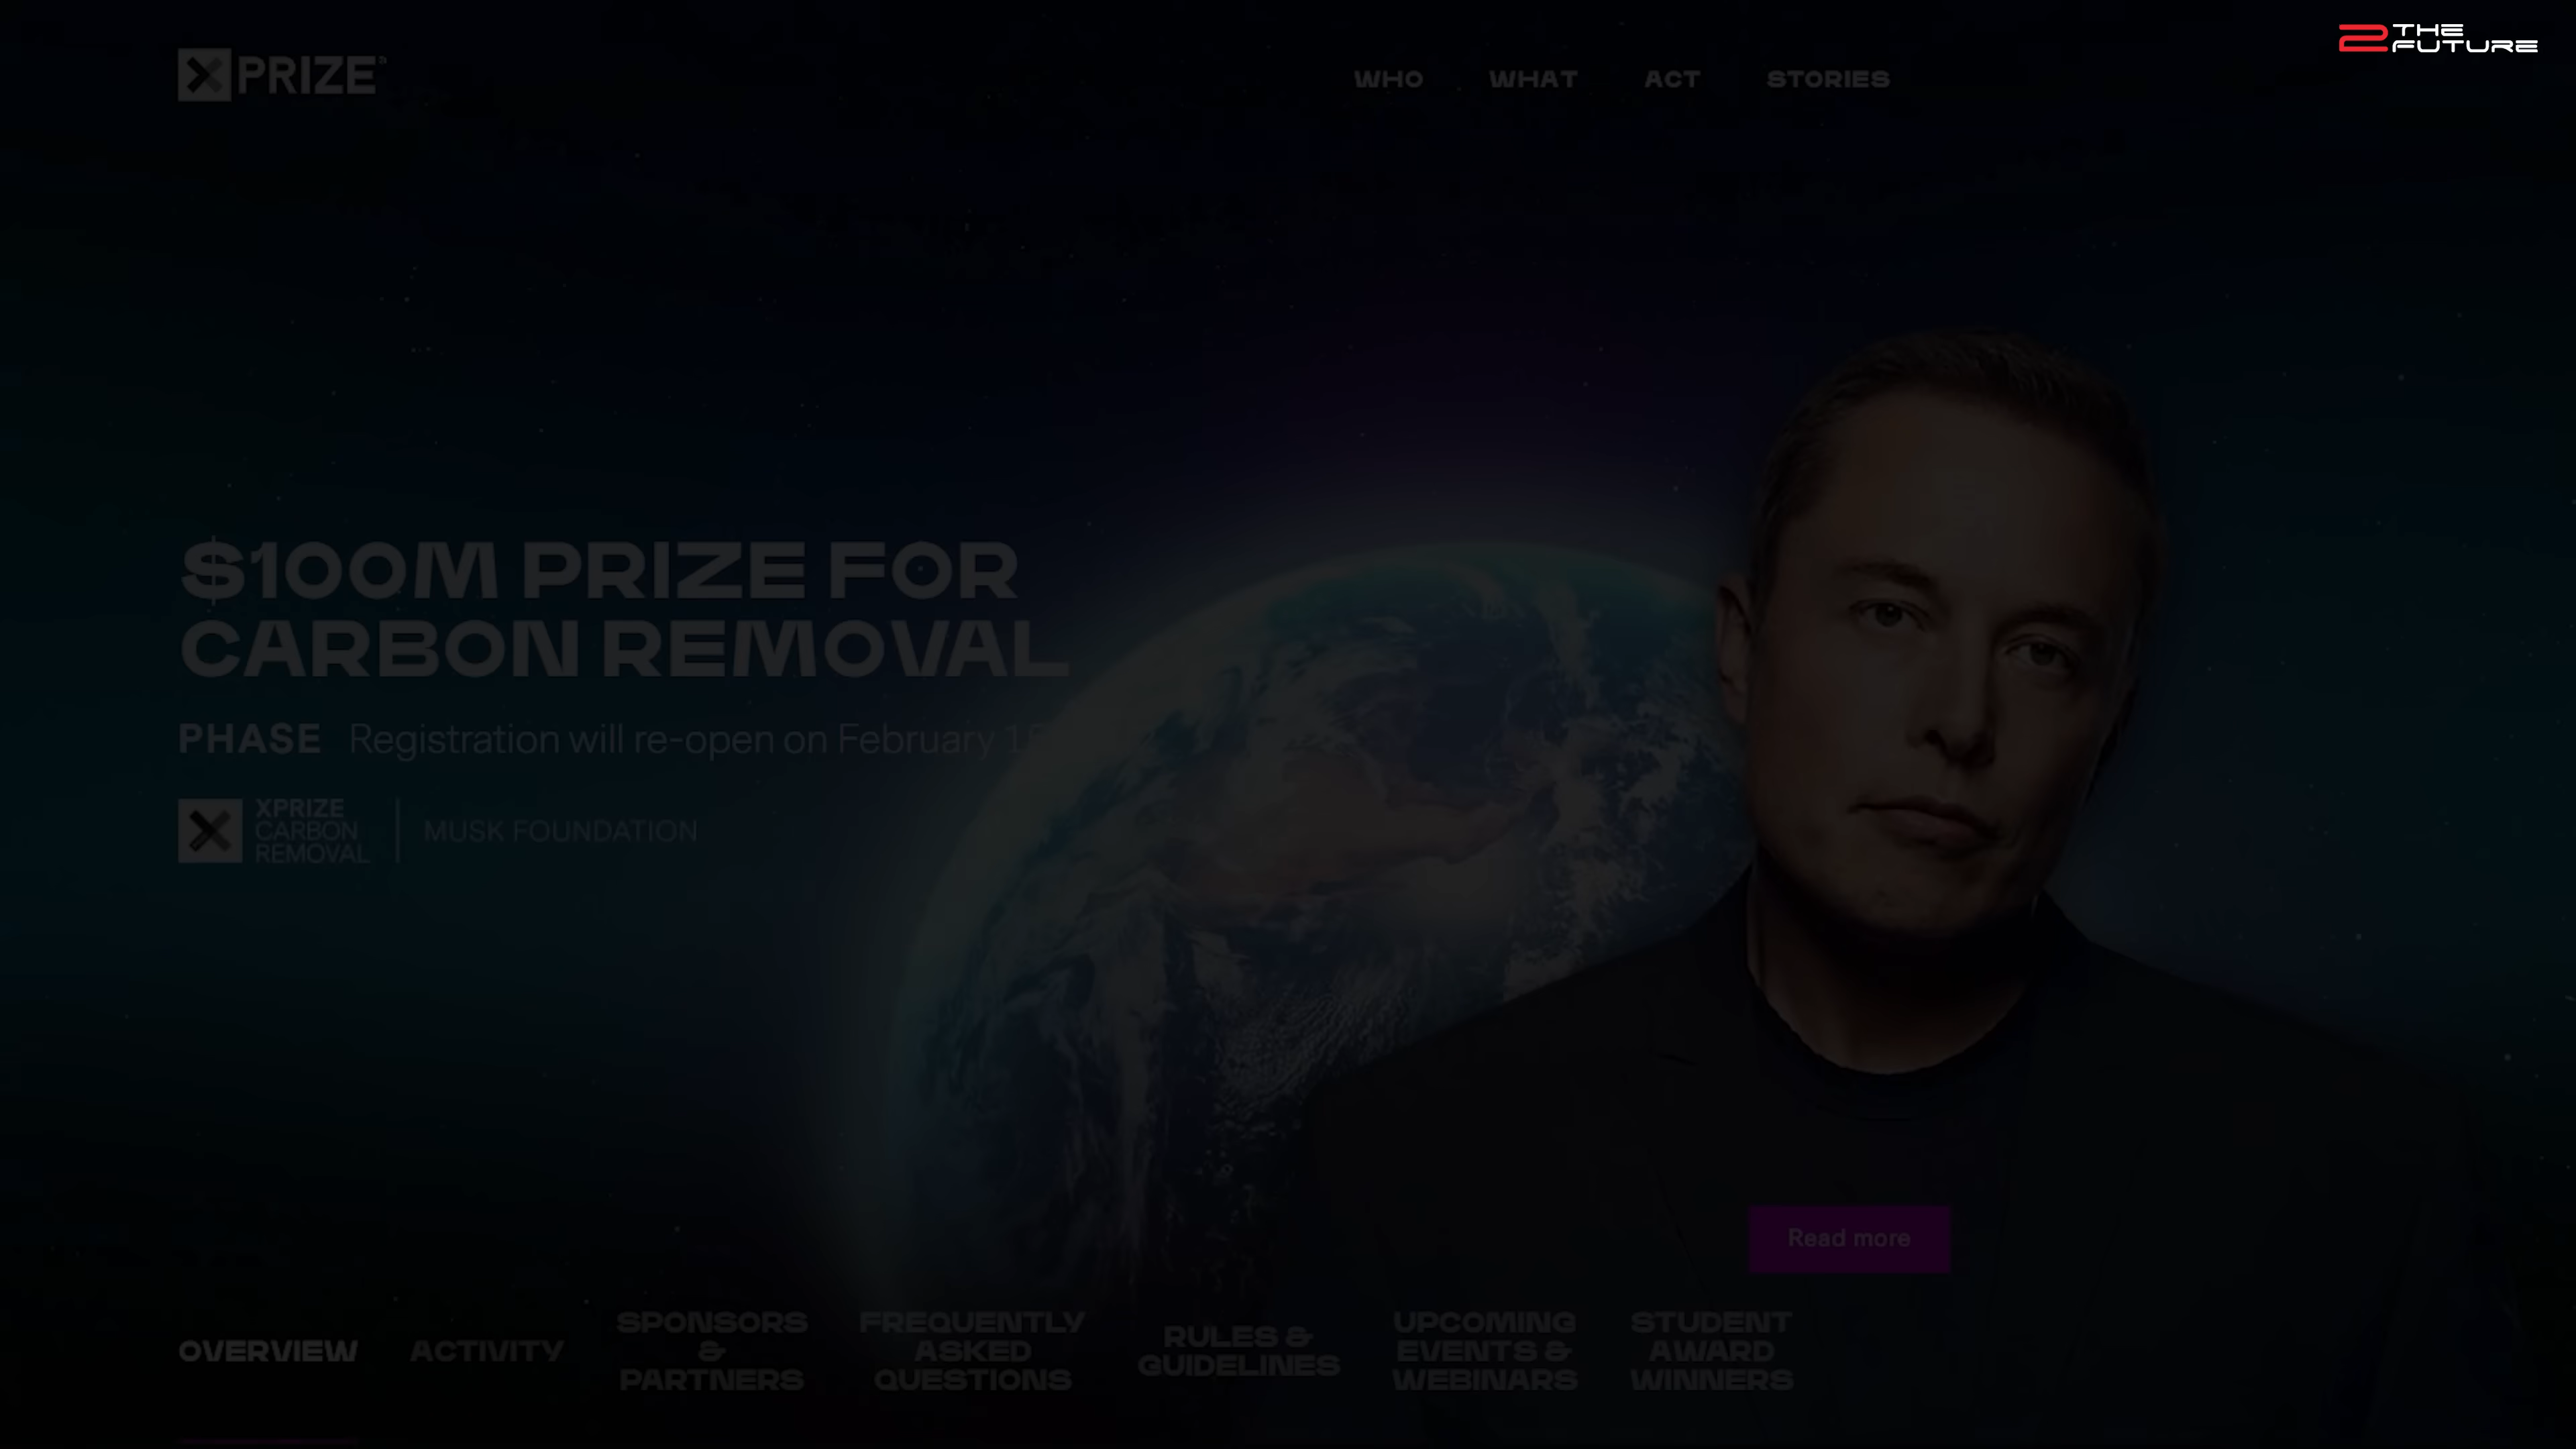 2 THE
FUTURE
XPRIZE
WHO WHAT ACT STORIES
$100M PRIZE FOR
CARBON REMOVAL
PHASE Registration will re-open on February
XPRIZE
CARBON
REMOVAL
MUSK FOUNDATION
Read more
OVERVIEW
ACTIVITY
SPONSORS
&
PARTNERS
FREQUENTLY
ASKED
QUESTIONS
RULES &
GUIDELINES
UPCOMING
EVENTS &
WEBINARS
STUDENT
AWARD
WINNERS